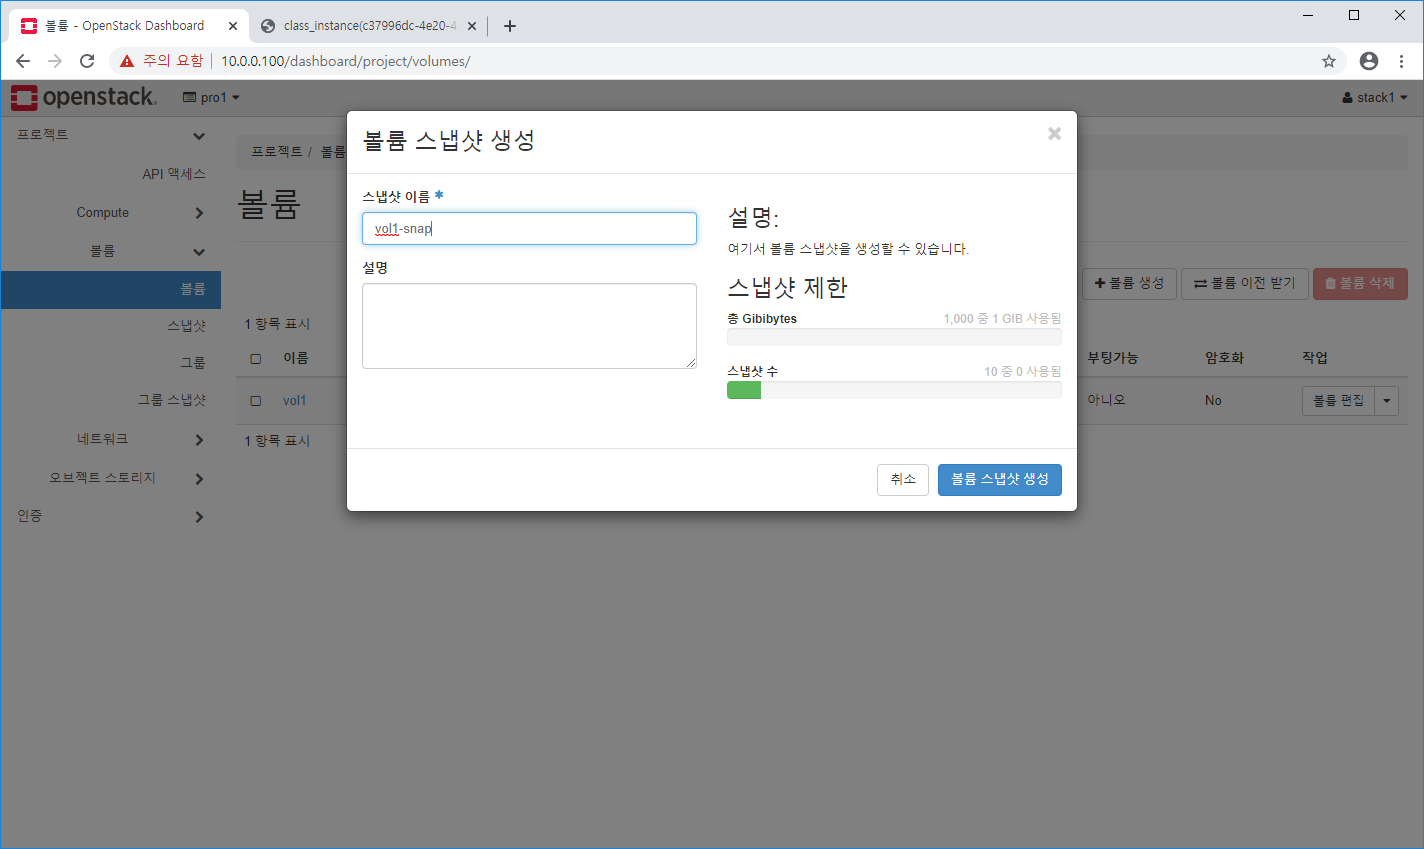 볼륨 - OpenStack Dashboard
class_instance(c37996dc-4e20-4
주의 요함
10.0.0.100/dashboard/project/volumes/
openstack.
pro1
stack1
프로젝트
API 액세스
Compute
볼륨
볼륨
스냅샷
그룹
그룹 스냅샷
네트워크
오브젝트 스토리지
인증
프로젝트 / 볼륨
볼륨
볼륨 생성
볼륨 이전 받기
볼륨 삭제
1 항목 표시
이름
부팅가능
암호화
작업
vol1
아니오
No
볼륨 편집
1 항목 표시
볼륨 스냅샷 생성
스냅샷 이름 *
vol1-snap
설명
설명:
여기서 볼륨 스냅샷을 생성할 수 있습니다.
스냅샷 제한
총 Gibibytes
1,000 중 1 GIB 사용됨
스냅샷 수
10 중 0 사용됨
취소
볼륨 스냅샷 생성